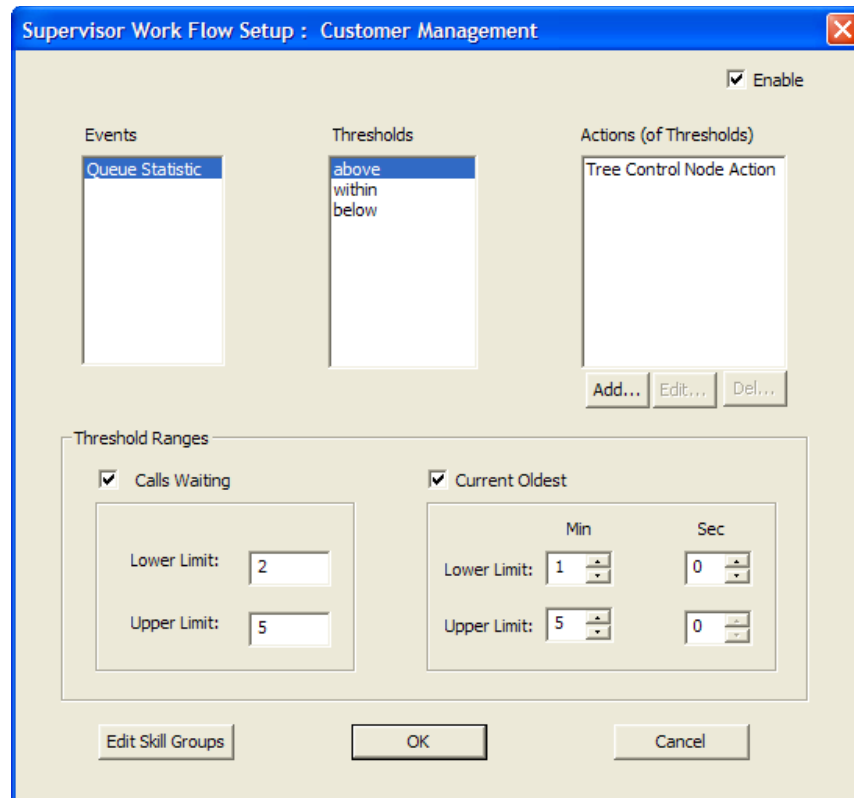 Supervisor Work Flow Setup : Customer Management
Enable
Events
Thresholds
Actions (of Thresholds)
Queue Statistic
above
within
below
Tree Control Node Action
Add...
Edit...
Del...
Threshold Ranges
Calls Waiting
Current Oldest
Min
Sec
Lower Limit: 2
Lower Limit: 1 0
Upper Limit: 5
Upper Limit: 5 0
Edit Skill Groups
OK
Cancel